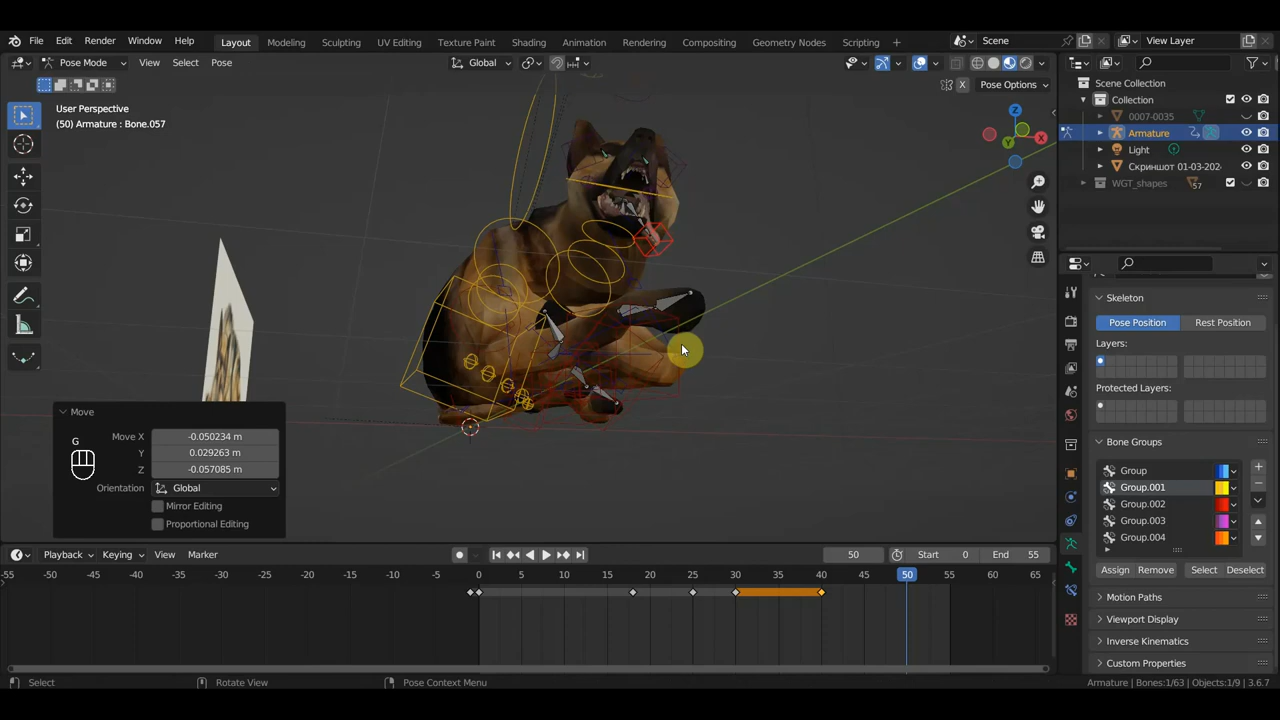 File Edit Render Window Help Layout Modeling Sculpting UV Editing Texture Paint Shading Animation Rendering Compositing Geometry Nodes Scripting + Scene View Layer
Pose Mode View Select Pose Global
X Pose Options
User Perspective
(50) Armature : Bone.057
Z
X
Y
Scene Collection
Collection
0007-0035
Armature
Light
Скриншот 01-03-202
WGT_shapes 57
Skeleton
Pose Position Rest Position
Layers:
Protected Layers:
Bone Groups
Group
Group.001
Group.002
Group.003
Group.004
Assign Remove Select Deselect
Motion Paths
Viewport Display
Inverse Kinematics
Custom Properties
G
Move
Move X -0.050234 m
Y 0.029263 m
Z -0.057085 m
Orientation Global
Mirror Editing
Proportional Editing
Playback Keying View Marker 50 Start 0 End 55
-55 -45 -40 -35 -30 -25 -20 -15 -10 -5 0 5 10 15 20 25 30 35 40 45 50 55 60 65
Select Rotate View Pose Context Menu Armature | Bones:1/63 | Objects:1/9 | 3.6.7